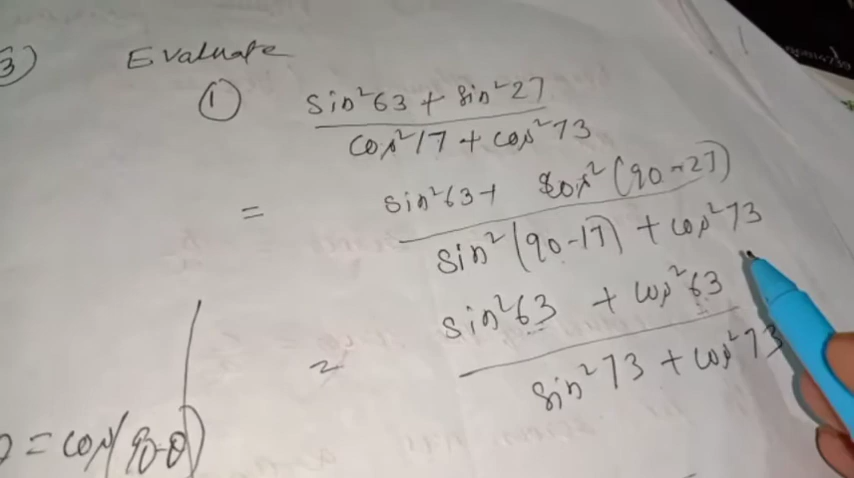 3) Evaluate
① sin²63 + sin²27
cos²17 + cos²73
= sin²63 + cos²(90-27)
sin²(90-17) + cos²73
= sin²63 + cos²63
sin²73 + cos²73
= cos(90-θ)